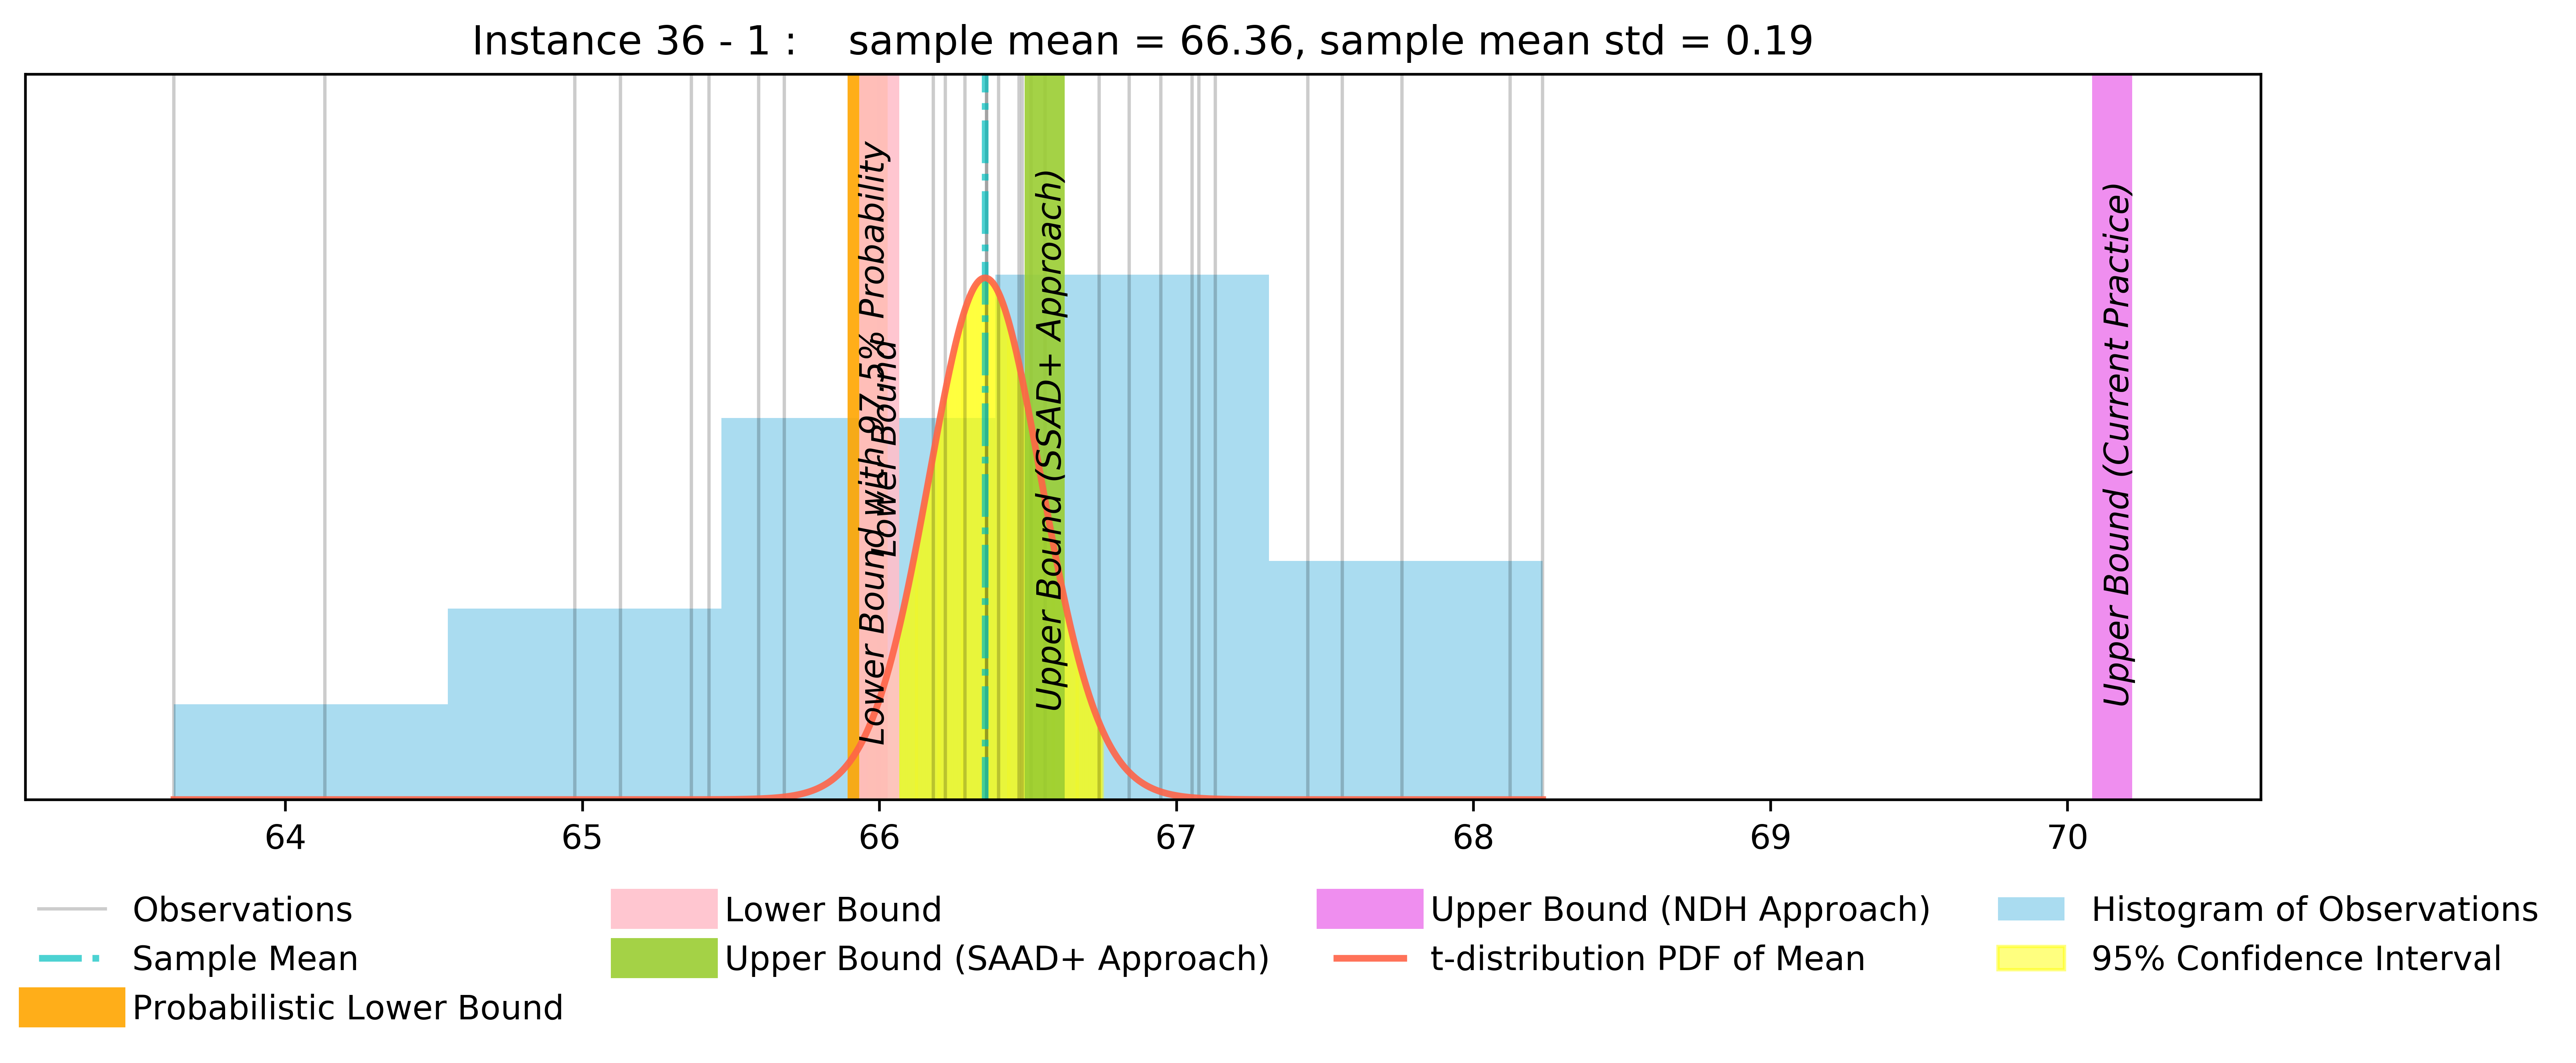 Instance 36 - 1 :    sample mean = 66.36, sample mean std = 0.19
Lower Bound with 97.5% Probability
Lower Bound
Upper Bound (SSAD+ Approach)
Upper Bound (Current Practice)
64 65 66 67 68 69 70
Observations
Sample Mean
Probabilistic Lower Bound
Lower Bound
Upper Bound (SAAD+ Approach)
Upper Bound (NDH Approach)
t-distribution PDF of Mean
Histogram of Observations
95% Confidence Interval